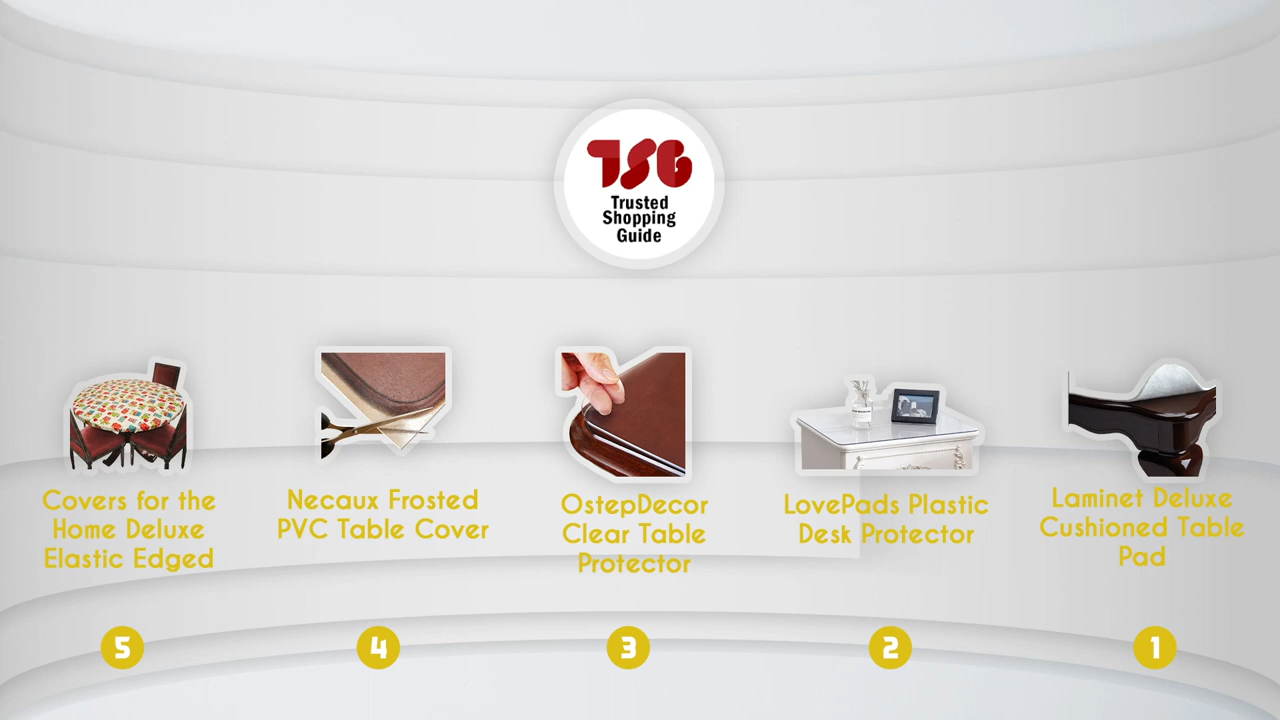 TSG
Trusted
Shopping
Guide
Covers for the
Home Deluxe
Elastic Edged
Necaux Frosted
PVC Table Cover
OstepDecor
Clear Table
Protector
LovePads Plastic
Desk Protector
Laminet Deluxe
Cushioned Table
Pad
5
4
3
2
1